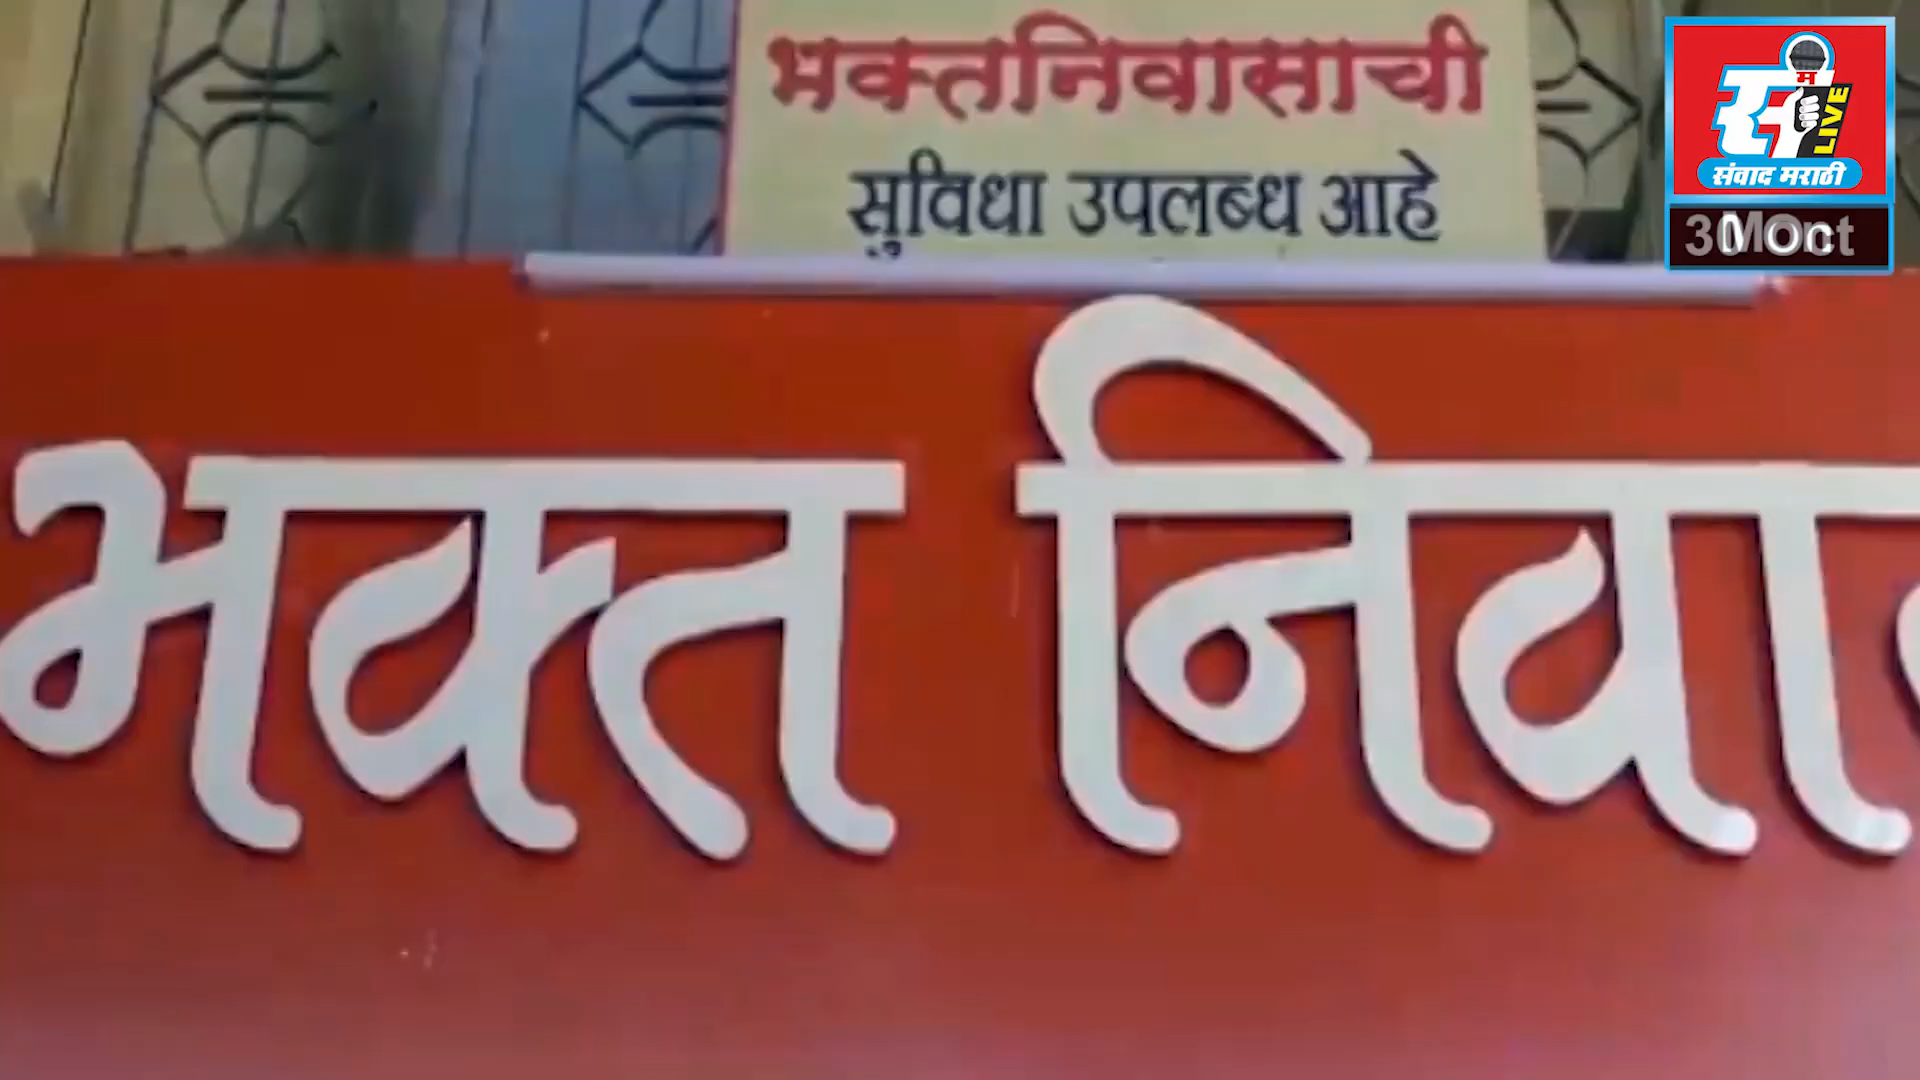 भक्तनिवासाची
सुविधा उपलब्ध आहे
भक्त निवा
LIVE
संवाद मराठी